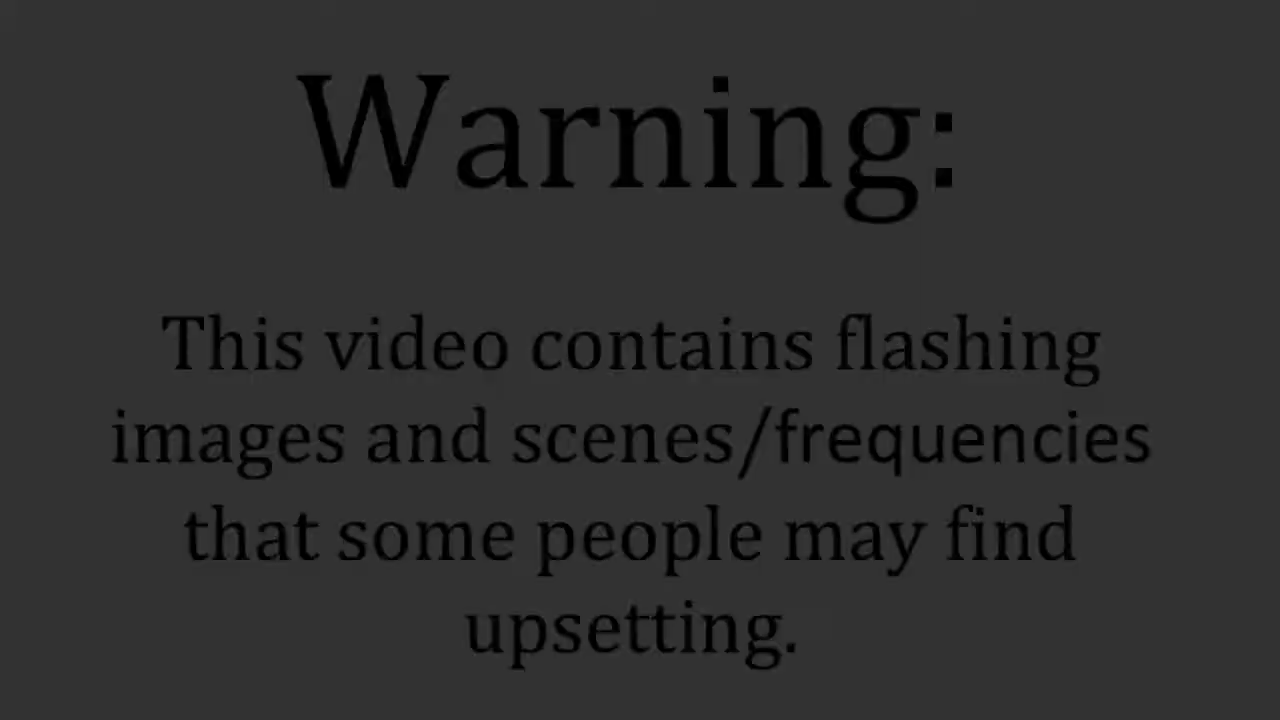 Warning:
This video contains flashing
images and scenes/frequencies
that some people may find
upsetting.